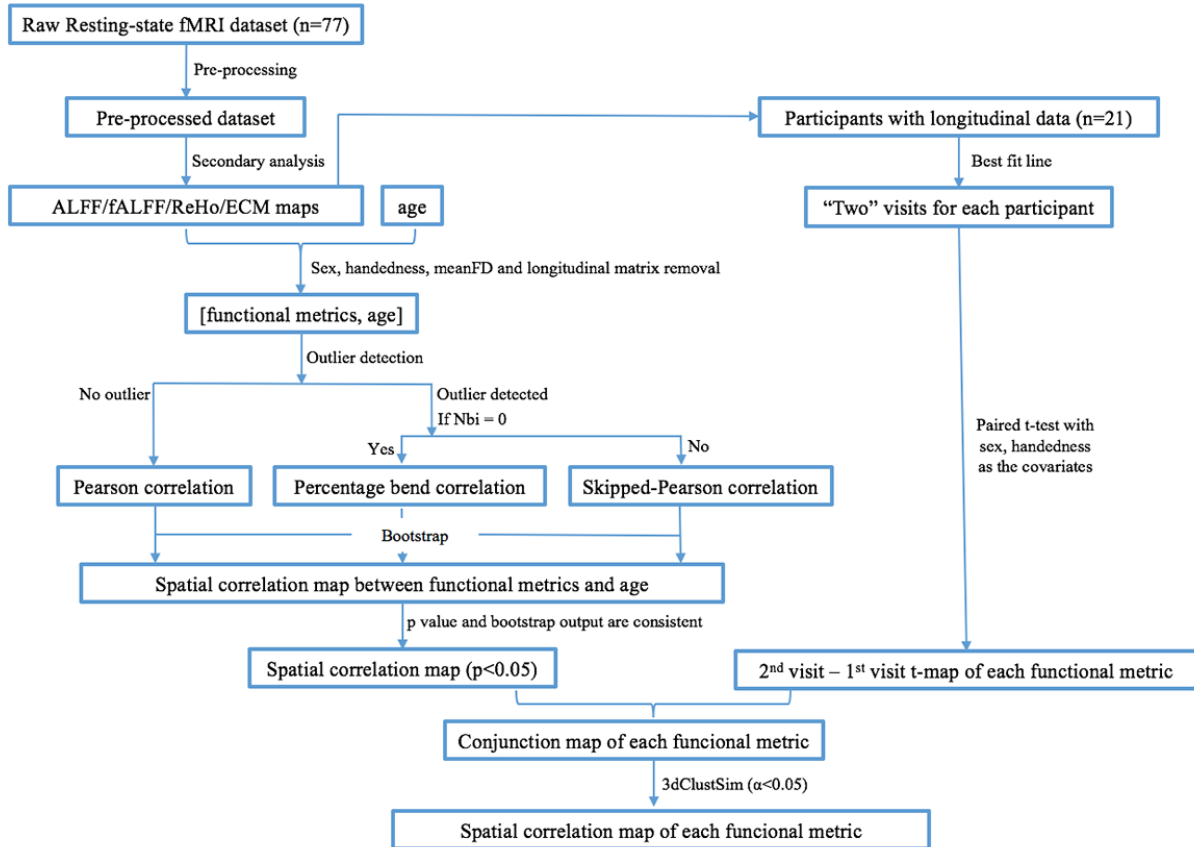 Raw Resting-state fMRI dataset (n=77)
Pre-processing
Pre-processed dataset
Participants with longitudinal data (n=21)
Secondary analysis
Best fit line
ALFF/fALFF/ReHo/ECM maps
age
“Two” visits for each participant
Sex, handedness, meanFD and longitudinal matrix removal
[functional metrics, age]
Outlier detection
No outlier
Outlier detected
If Nbi = 0
Yes
No
Paired t-test with
sex, handedness
as the covariates
Pearson correlation
Percentage bend correlation
Skipped-Pearson correlation
Bootstrap
Spatial correlation map between functional metrics and age
p value and bootstrap output are consistent
Spatial correlation map (p<0.05)
2nd visit – 1st visit t-map of each functional metric
Conjunction map of each funcional metric
3dClustSim (α<0.05)
Spatial correlation map of each funcional metric